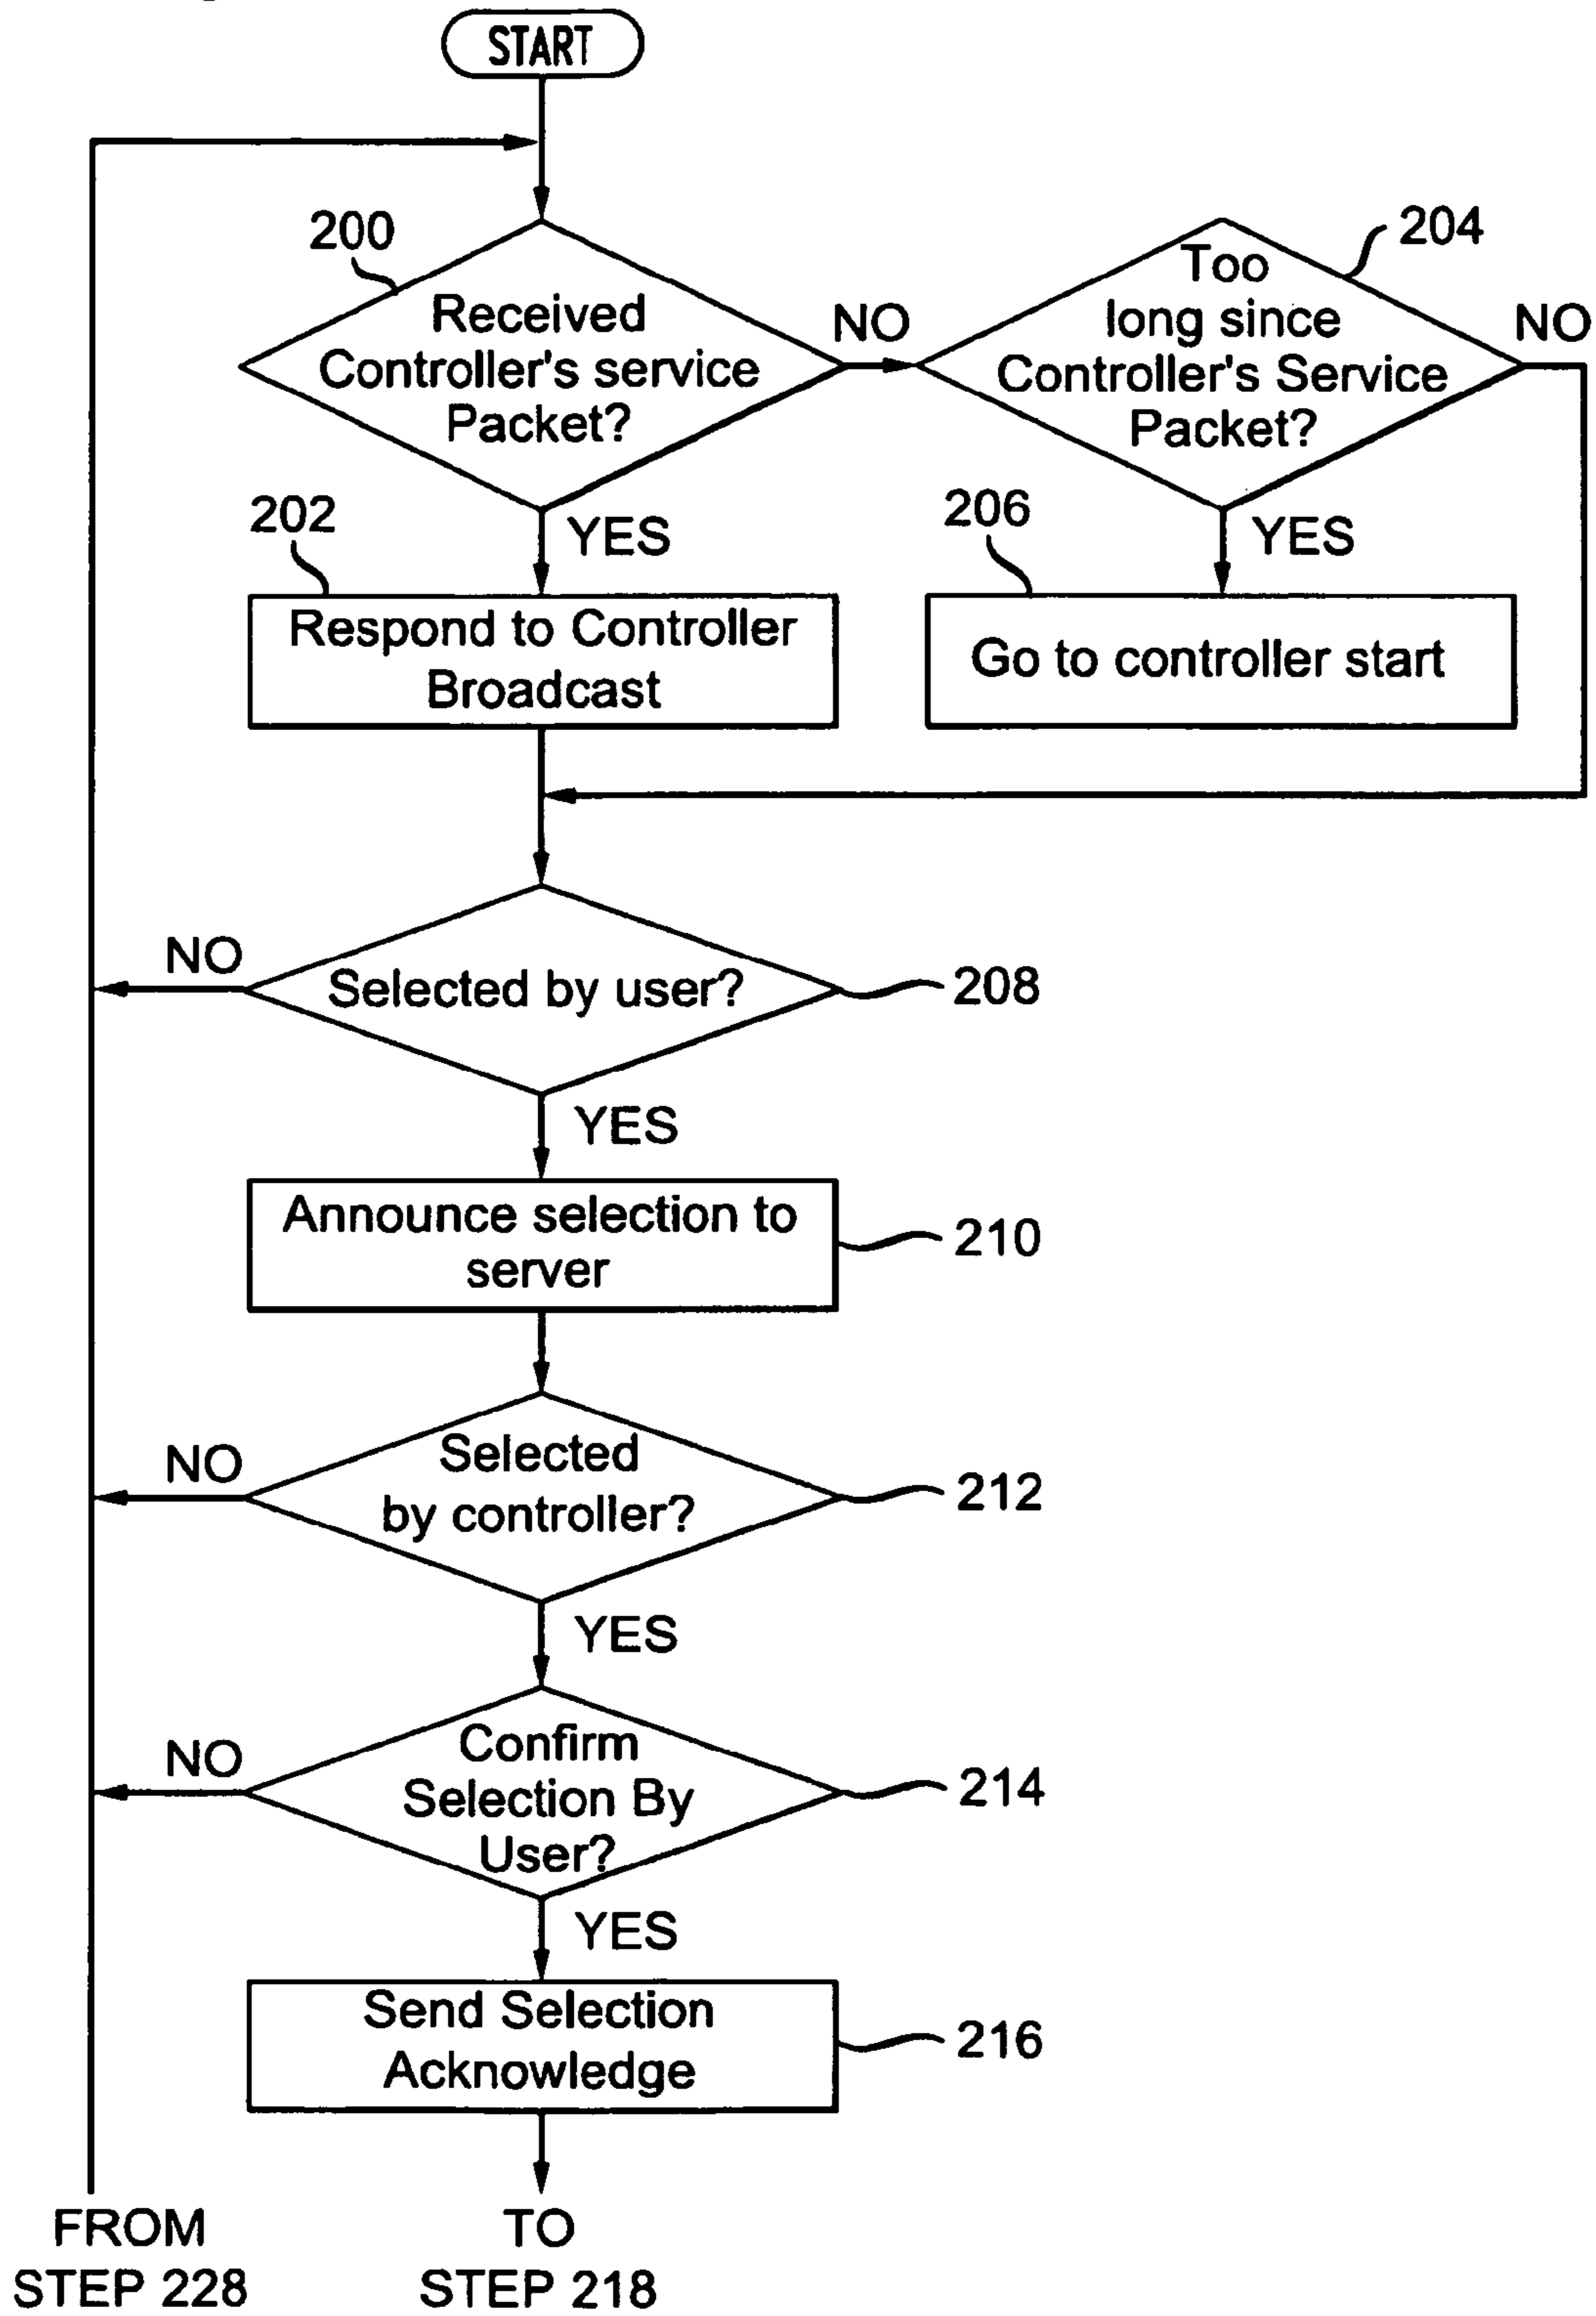 START
200
Received
Controller's service
Packet?
NO
204
Too
long since
Controller's Service
Packet?
NO
202
YES
Respond to Controller
Broadcast
206
YES
Go to controller start
NO
Selected by user?
208
YES
Announce selection to
server
210
NO
Selected
by controller?
212
YES
NO
Confirm
Selection By
User?
214
YES
Send Selection
Acknowledge
216
FROM
STEP 228
TO
STEP 218